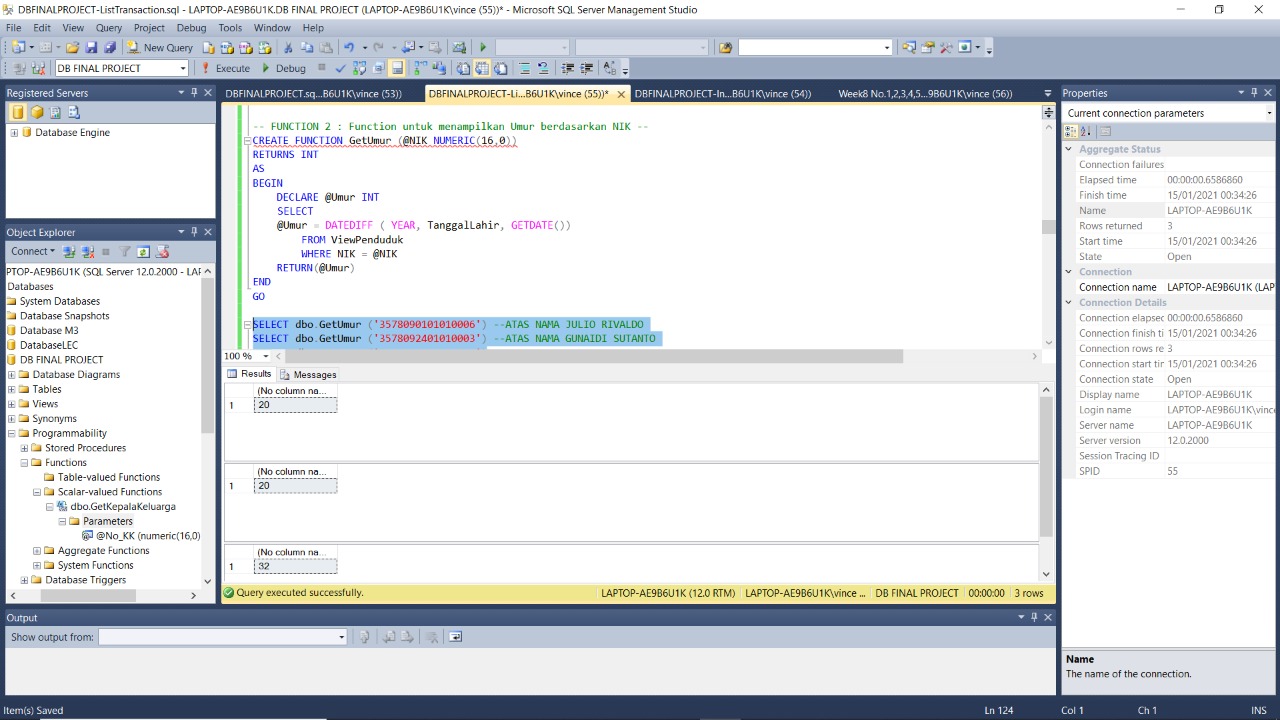 DBFINALPROJECT-ListTransaction.sql - LAPTOP-AE9B6U1K.DB FINAL PROJECT (LAPTOP-AE9B6U1K\vince (55))* - Microsoft SQL Server Management Studio
File Edit View Query Project Debug Tools Window Help
New Query
DB FINAL PROJECT Execute Debug
Registered Servers
Database Engine
Object Explorer
Connect
PTOP-AE9B6U1K (SQL Server 12.0.2000 - LAF
Databases
System Databases
Database Snapshots
Database M3
DatabaseLEC
DB FINAL PROJECT
Database Diagrams
Tables
Views
Synonyms
Programmability
Stored Procedures
Functions
Table-valued Functions
Scalar-valued Functions
dbo.GetKepalaKeluarga
Parameters
@No_KK (numeric(16,0)
Aggregate Functions
System Functions
Database Triggers
DBFINALPROJECT.sq...B6U1K\vince (53)) DBFINALPROJECT-Li...B6U1K\vince (55))* DBFINALPROJECT-In...B6U1K\vince (54)) Week8 No.1,2,3,4,5...9B6U1K\vince (56))
-- FUNCTION 2 : Function untuk menampilkan Umur berdasarkan NIK --
CREATE FUNCTION GetUmur (@NIK NUMERIC(16,0))
RETURNS INT
AS
BEGIN
DECLARE @Umur INT
SELECT
@Umur = DATEDIFF ( YEAR, TanggalLahir, GETDATE())
FROM ViewPenduduk
WHERE NIK = @NIK
RETURN(@Umur)
END
GO
SELECT dbo.GetUmur ('3578090101010006') --ATAS NAMA JULIO RIVALDO
SELECT dbo.GetUmur ('3578092401010003') --ATAS NAMA GUNAIDI SUTANTO
100 %
Results Messages
(No column na...
1 20
(No column na...
1 20
(No column na...
1 32
Query executed successfully. LAPTOP-AE9B6U1K (12.0 RTM) LAPTOP-AE9B6U1K\vince ... DB FINAL PROJECT 00:00:00 3 rows
Properties
Current connection parameters
Aggregate Status
Connection failures
Elapsed time 00:00:00.6586860
Finish time 15/01/2021 00:34:26
Name LAPTOP-AE9B6U1K
Rows returned 3
Start time 15/01/2021 00:34:26
State Open
Connection
Connection name LAPTOP-AE9B6U1K (LAP
Connection Details
Connection elapsec 00:00:00.6586860
Connection finish ti 15/01/2021 00:34:26
Connection rows re 3
Connection start tir 15/01/2021 00:34:26
Connection state Open
Display name LAPTOP-AE9B6U1K
Login name LAPTOP-AE9B6U1K\vince
Server name LAPTOP-AE9B6U1K
Server version 12.0.2000
Session Tracing ID
SPID 55
Name
The name of the connection.
Output
Show output from:
Item(s) Saved Ln 124 Col 1 Ch 1 INS